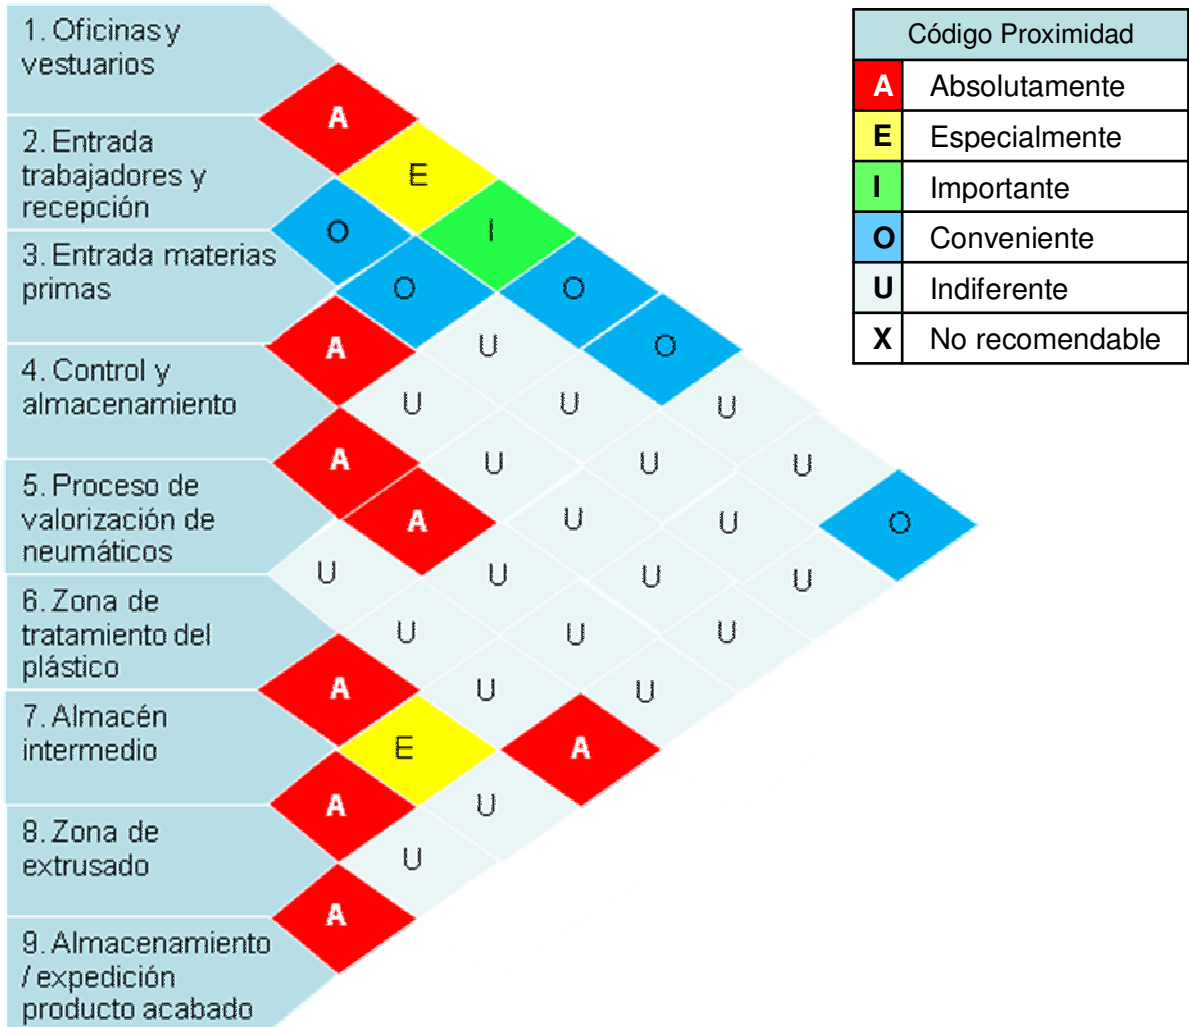 1. Oficinas y
vestuarios
2. Entrada
trabajadores y
recepción
3. Entrada materias
primas
4. Control y
almacenamiento
5. Proceso de
valorización de
neumáticos
6. Zona de
tratamiento del
plástico
7. Almacén
intermedio
8. Zona de
extrusado
9. Almacenamiento
/ expedición
producto acabado
A
E
O
I
O
O
A
U
O
U
U
U
A
U
U
U
A
U
U
O
U
U
U
U
U
U
U
A
U
U
E
A
A
U
U
A
Código Proximidad
A Absolutamente
E Especialmente
I Importante
O Conveniente
U Indiferente
X No recomendable